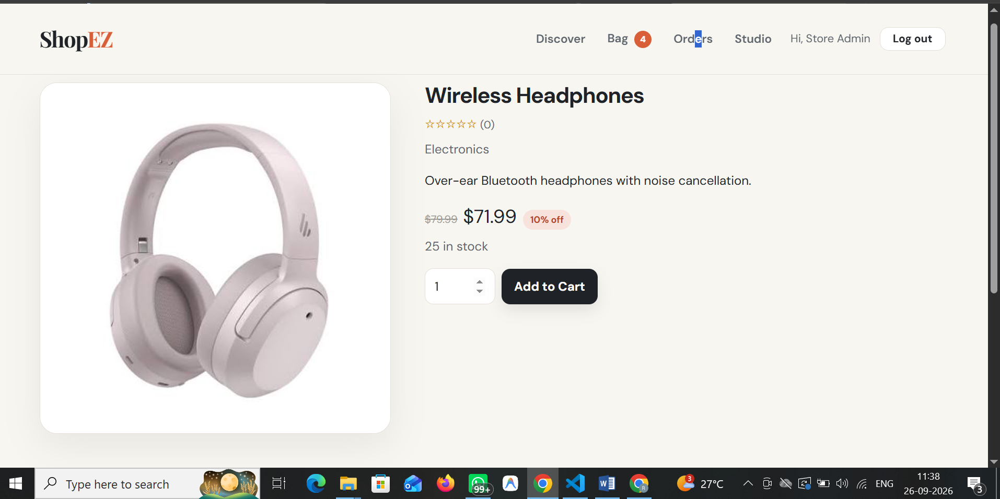 ShopEZ
Discover Bag 4 Orders Studio Hi, Store Admin Log out
Wireless Headphones
☆☆☆☆☆ (0)
Electronics
Over-ear Bluetooth headphones with noise cancellation.
$79.99 $71.99 10% off
25 in stock
1 Add to Cart
Type here to search
99+
R
3
27°C
ENG
11:38
26-09-2026
3